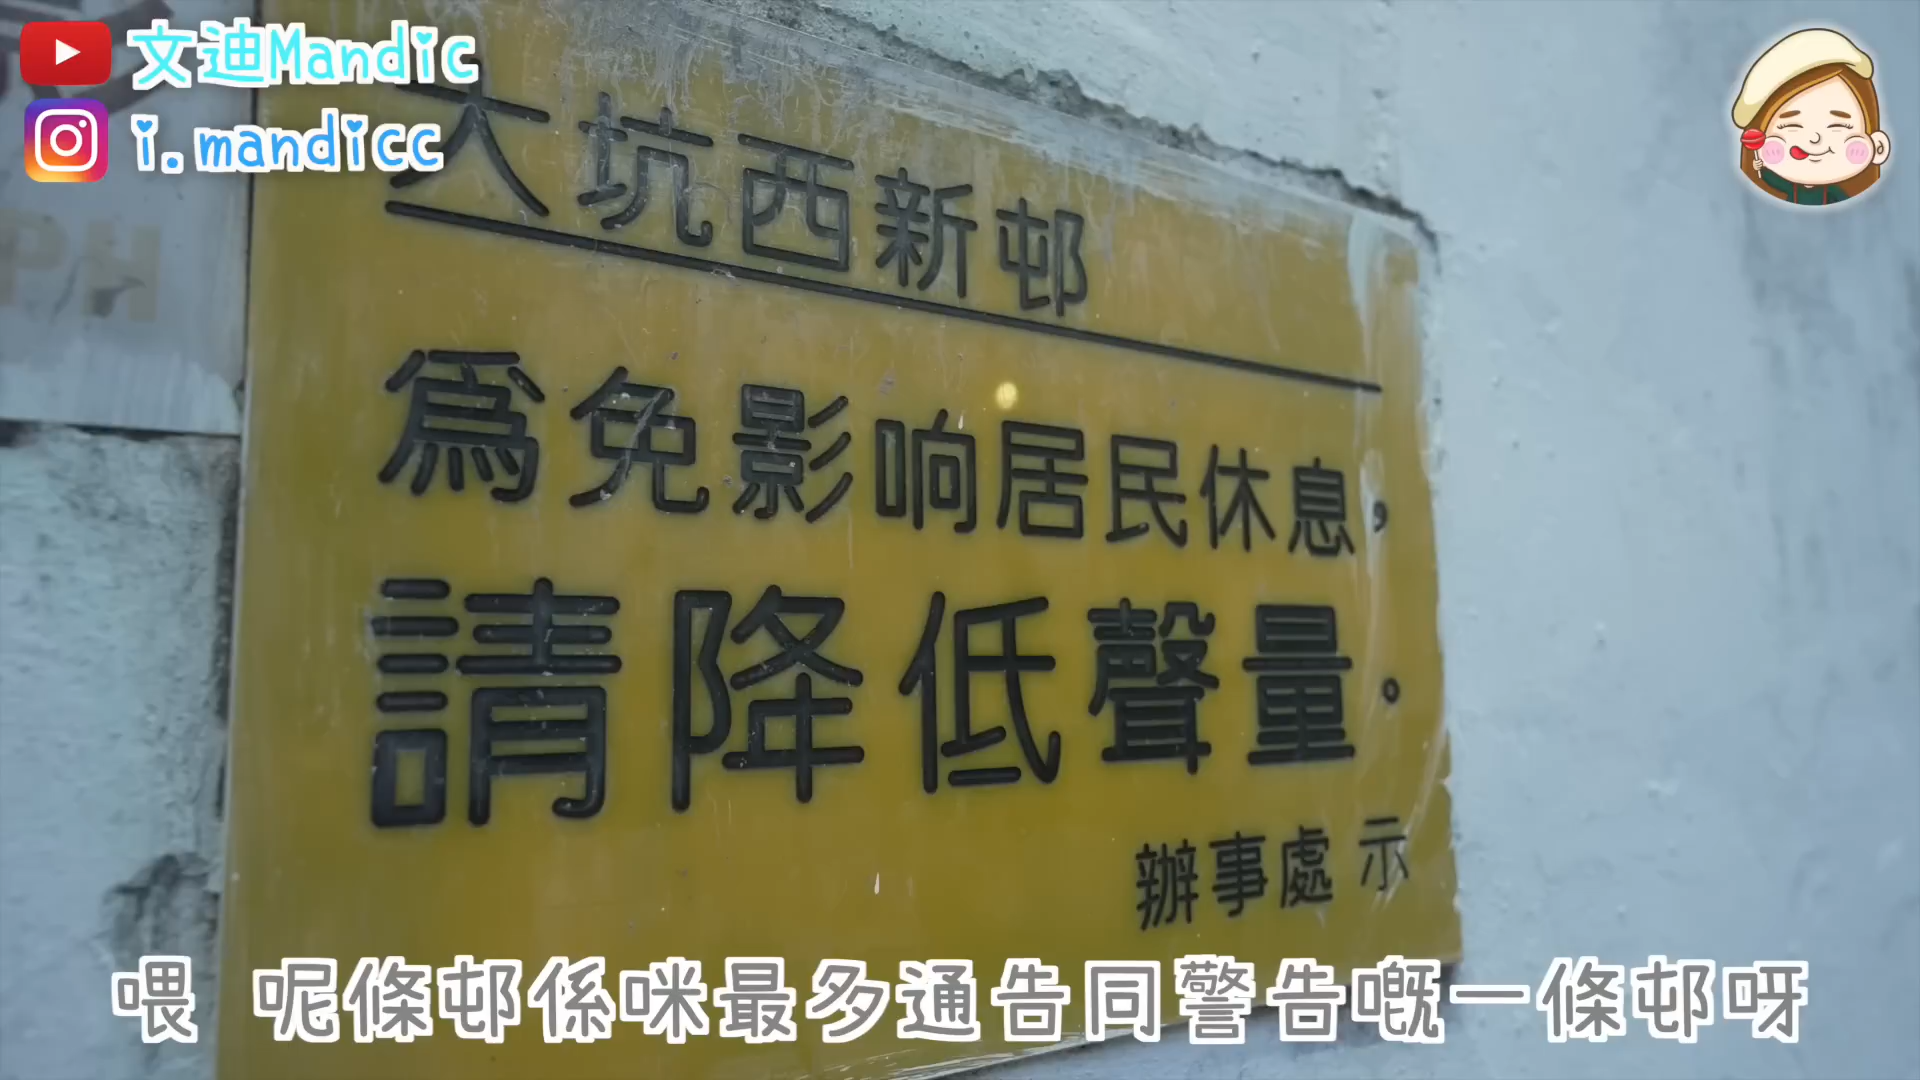 文迪Mandic
i.mandicc
PH
大坑西新邨
爲免影响居民休息，
請降低聲量。
辦事處 示
喂 呢條邨係咪最多通告同警告嘅一條邨呀